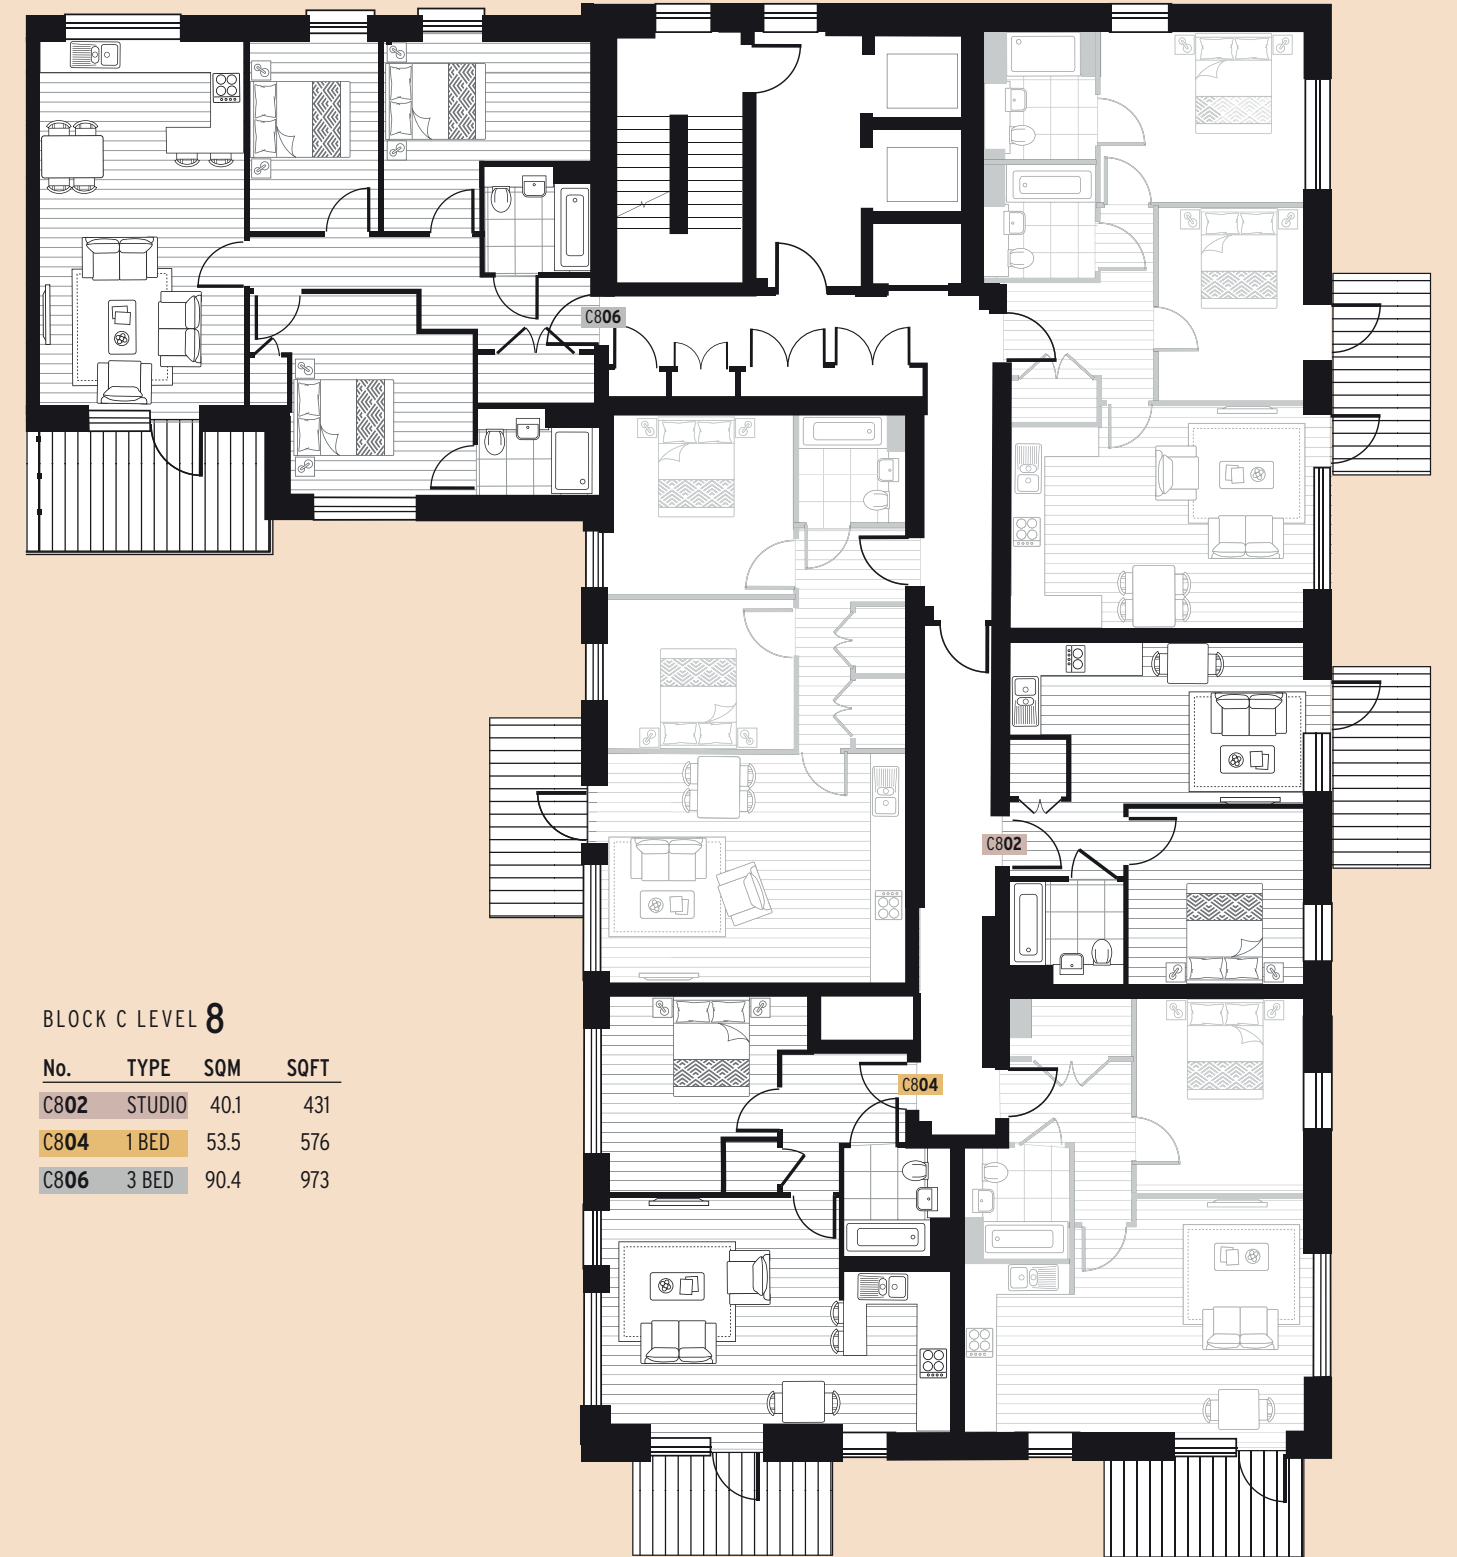 C806
C802
C804
BLOCK C LEVEL 8
No. TYPE SQM SQFT
C802 STUDIO 40.1 431
C804 1 BED 53.5 576
C806 3 BED 90.4 973